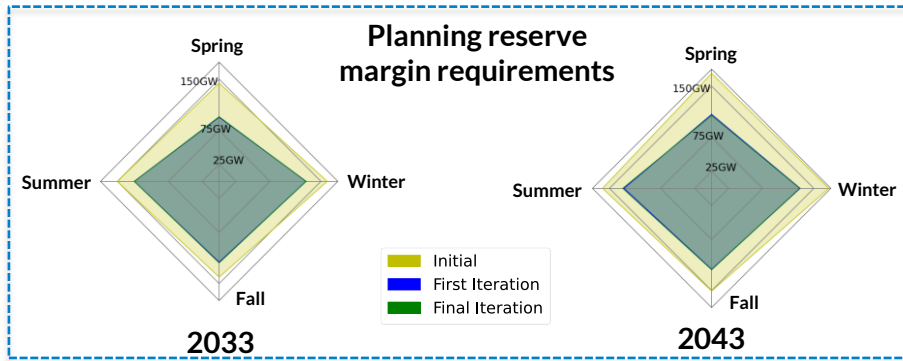 Planning reserve
margin requirements
Spring
150GW
75GW
25GW
Summer
Winter
Fall
2033
Spring
150GW
75GW
25GW
Summer
Winter
Fall
2043
Initial
First Iteration
Final Iteration